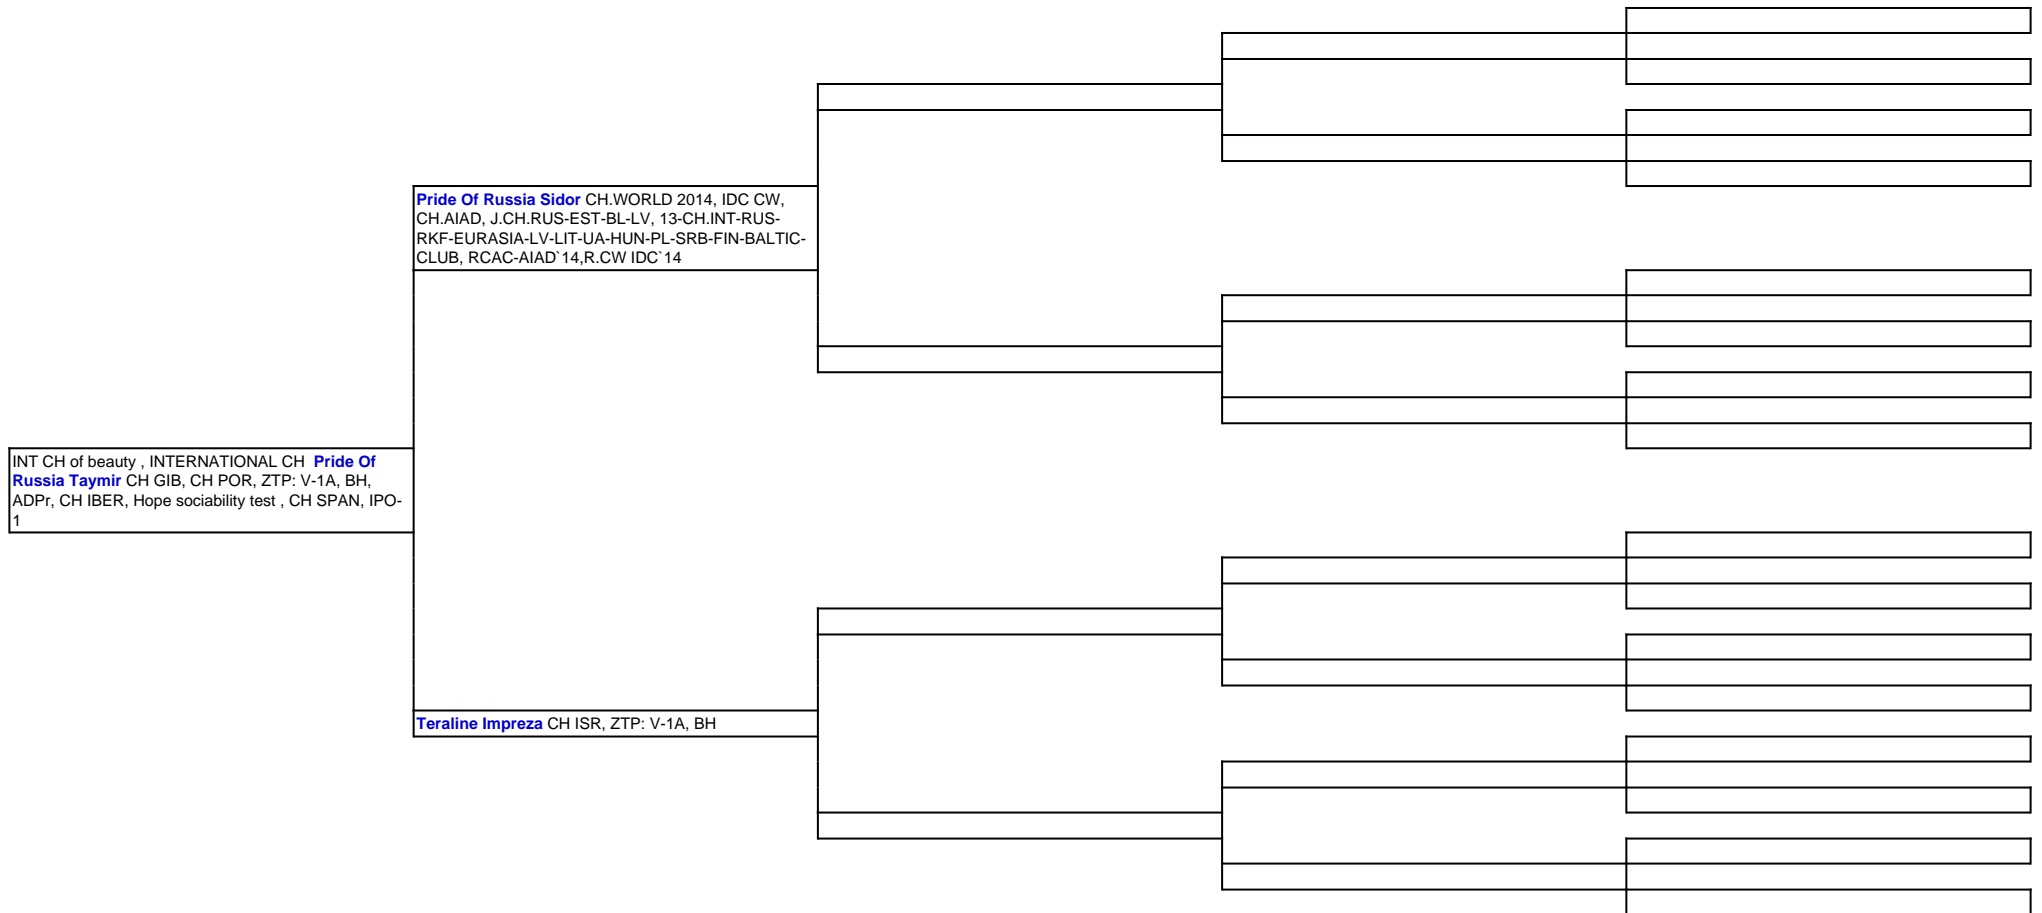 Pride Of Russia Sidor CH.WORLD 2014, IDC CW,
CH.AIAD, J.CH.RUS-EST-BL-LV, 13-CH.INT-RUS-
RKF-EURASIA-LV-LIT-UA-HUN-PL-SRB-FIN-BALTIC-
CLUB, RCAC-AIAD`14,R.CW IDC`14
INT CH of beauty , INTERNATIONAL CH Pride Of
Russia Taymir CH GIB, CH POR, ZTP: V-1A, BH,
ADPr, CH IBER, Hope sociability test , CH SPAN, IPO-
1
Teraline Impreza CH ISR, ZTP: V-1A, BH